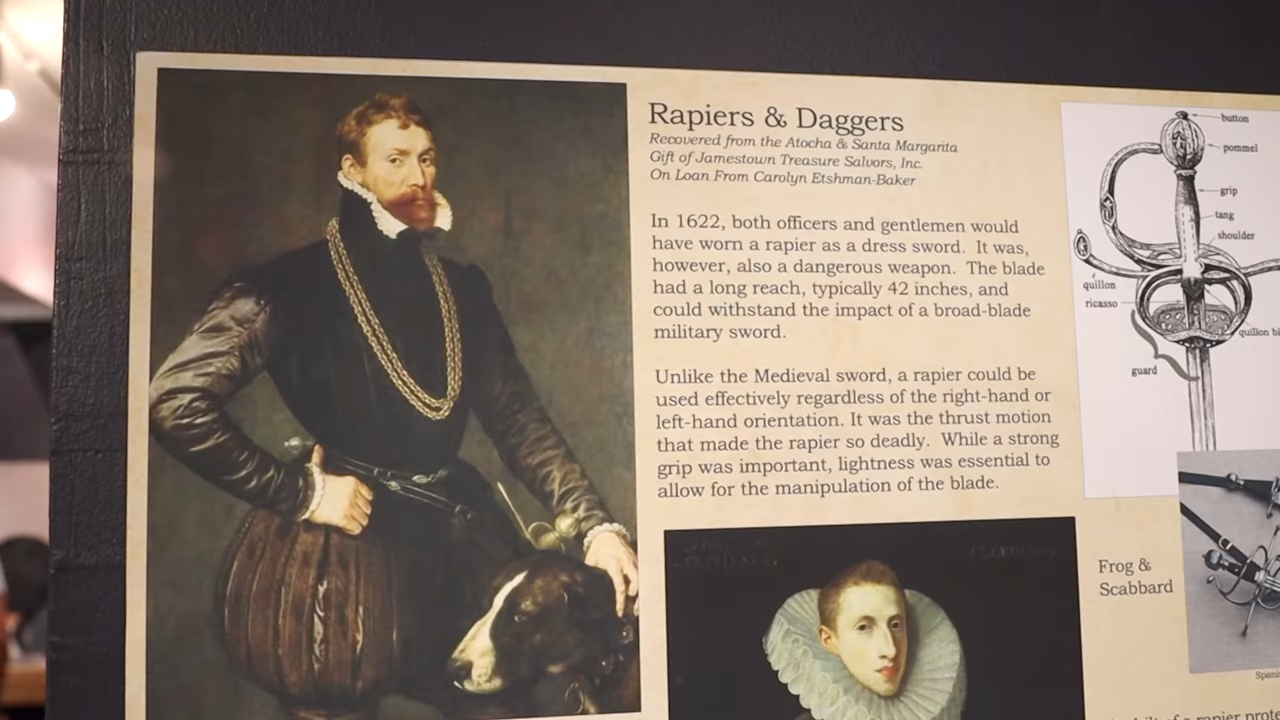 Rapiers & Daggers
Recovered from the Atocha & Santa Margarita
Gift of Jamestown Treasure Salvors, Inc.
On Loan From Carolyn Etshman-Baker
In 1622, both officers and gentlemen would
have worn a rapier as a dress sword. It was,
however, also a dangerous weapon. The blade
had a long reach, typically 42 inches, and
could withstand the impact of a broad-blade
military sword.
Unlike the Medieval sword, a rapier could be
used effectively regardless of the right-hand or
left-hand orientation. It was the thrust motion
that made the rapier so deadly. While a strong
grip was important, lightness was essential to
allow for the manipulation of the blade.
button
pommel
grip
tang
shoulder
quillon
ricasso
quillon
guard
Frog &
Scabbard
of a rapier